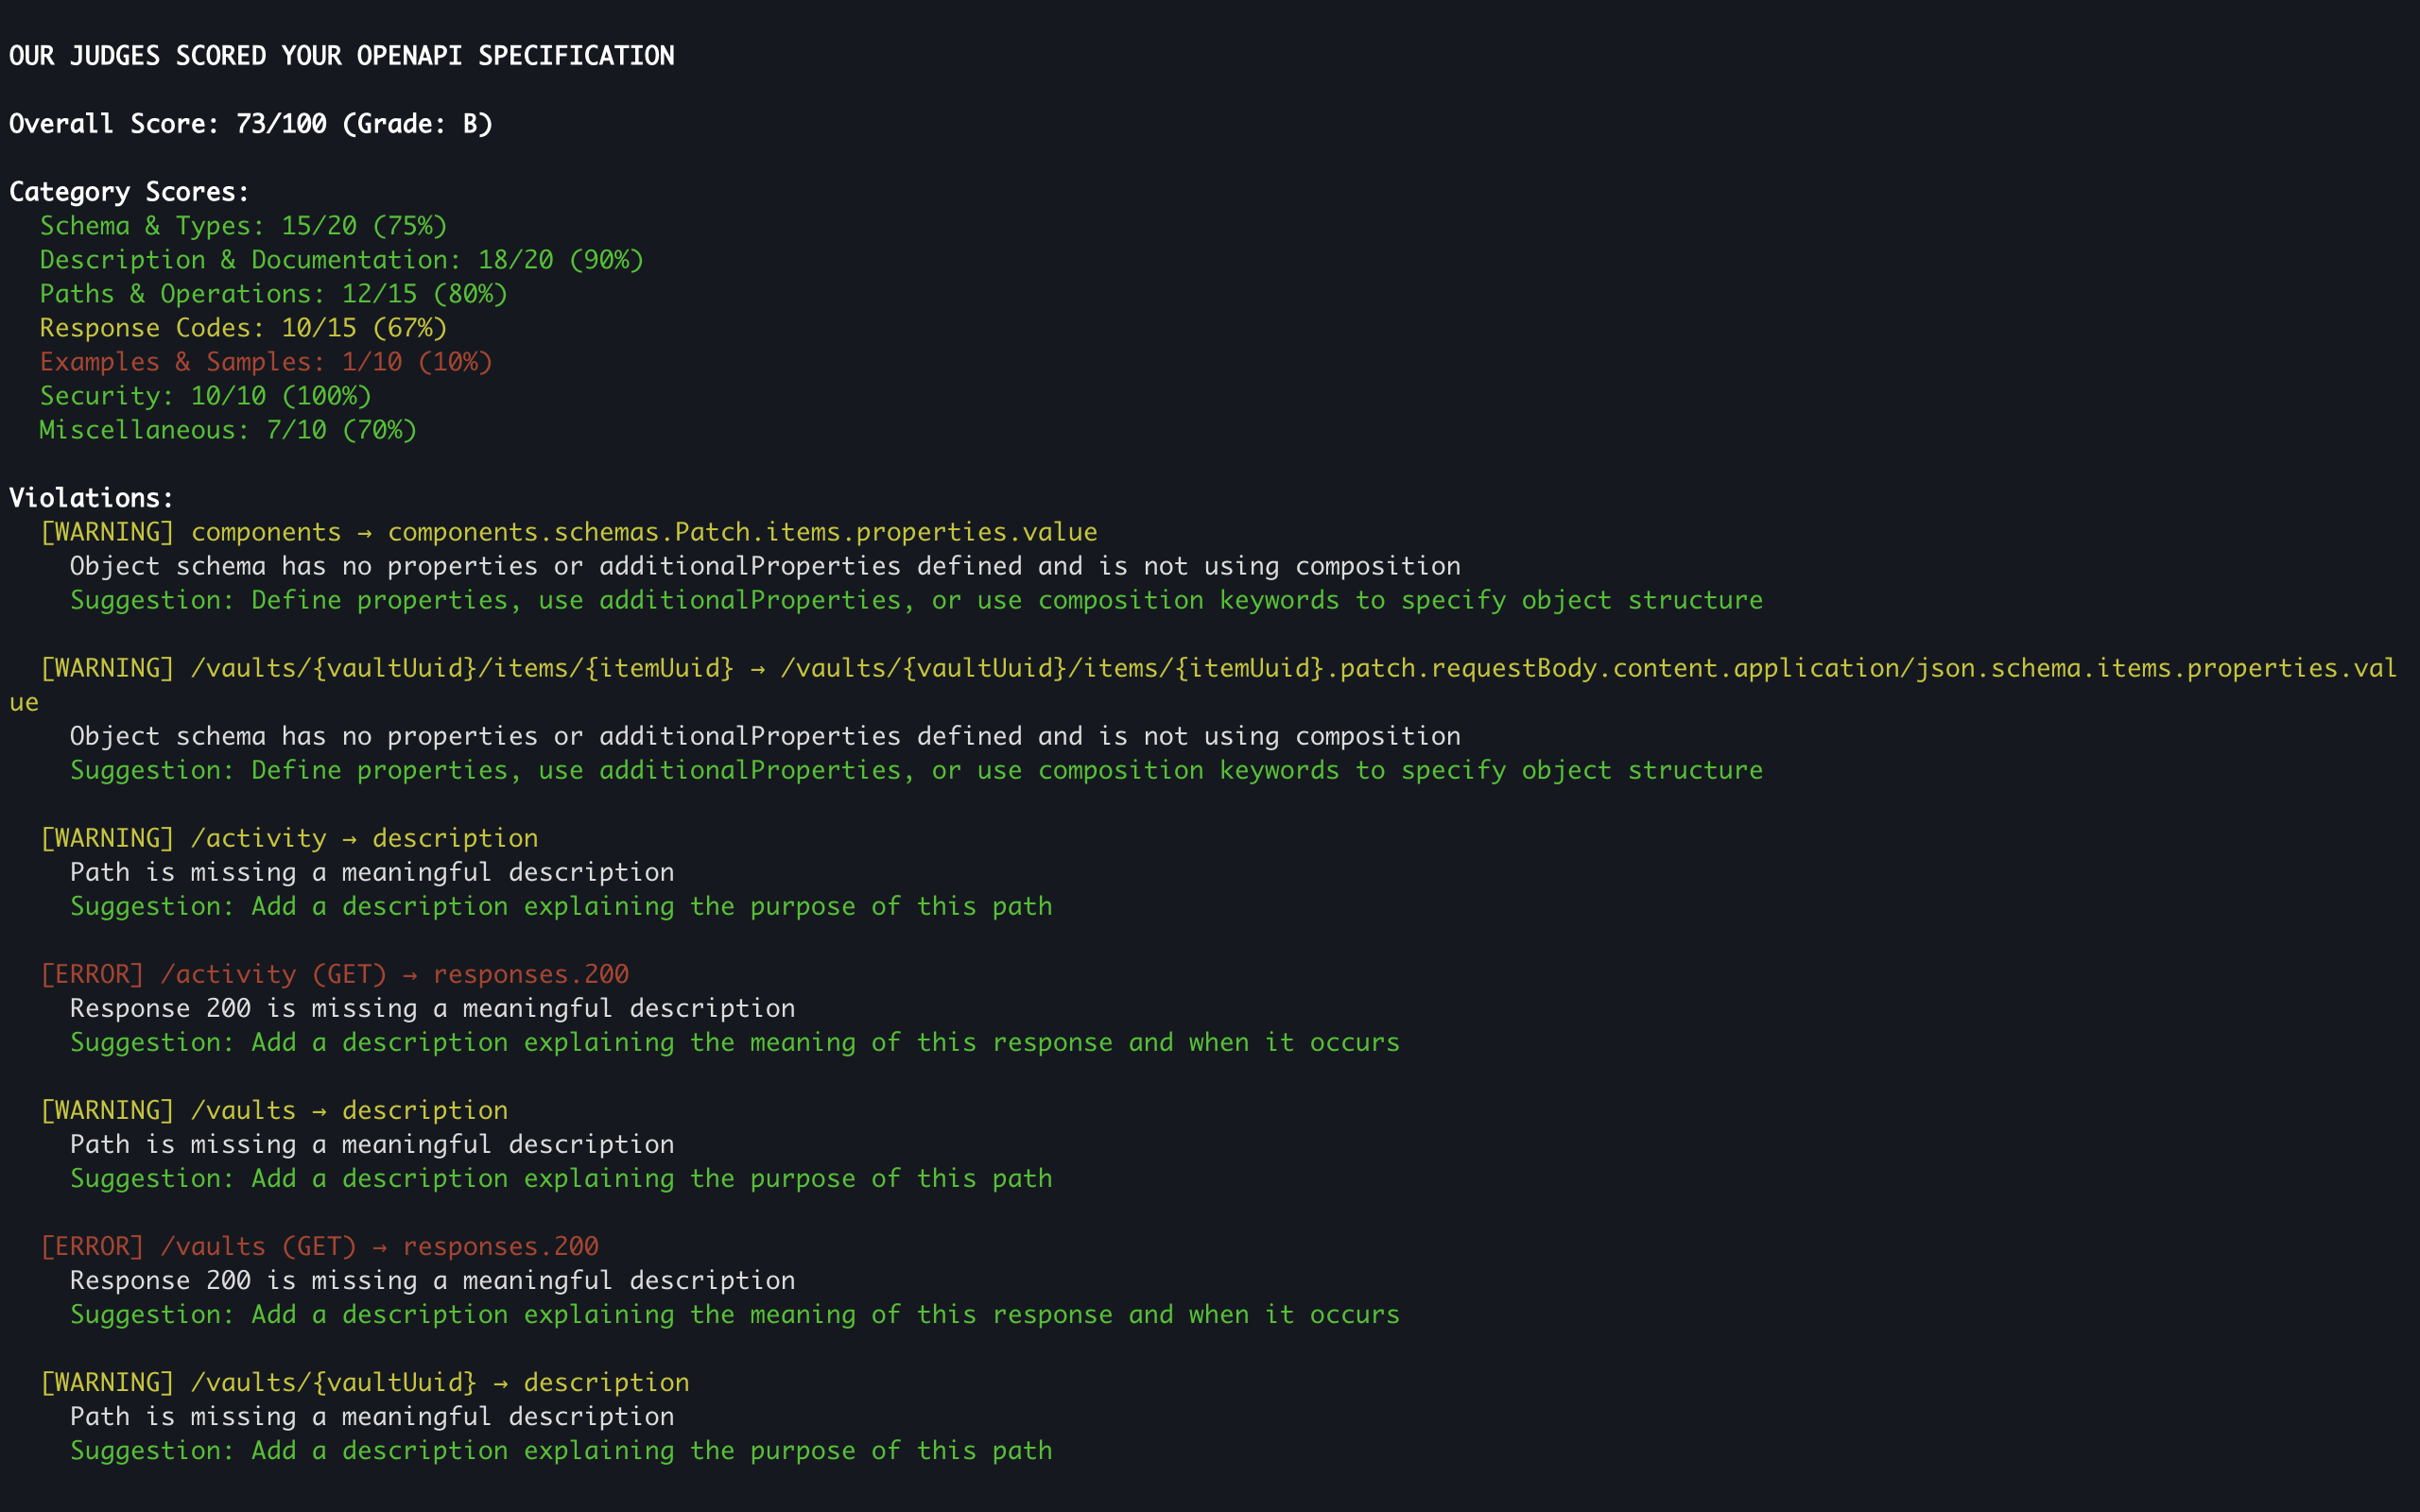 OUR JUDGES SCORED YOUR OPENAPI SPECIFICATION
Overall Score: 73/100 (Grade: B)
Category Scores:
Schema & Types: 15/20 (75%)
Description & Documentation: 18/20 (90%)
Paths & Operations: 12/15 (80%)
Response Codes: 10/15 (67%)
Examples & Samples: 1/10 (10%)
Security: 10/10 (100%)
Miscellaneous: 7/10 (70%)
Violations:
[WARNING] components → components.schemas.Patch.items.properties.value
Object schema has no properties or additionalProperties defined and is not using composition
Suggestion: Define properties, use additionalProperties, or use composition keywords to specify object structure
[WARNING] /vaults/{vaultUuid}/items/{itemUuid} → /vaults/{vaultUuid}/items/{itemUuid}.patch.requestBody.content.application/json.schema.items.properties.val
ue
Object schema has no properties or additionalProperties defined and is not using composition
Suggestion: Define properties, use additionalProperties, or use composition keywords to specify object structure
[WARNING] /activity → description
Path is missing a meaningful description
Suggestion: Add a description explaining the purpose of this path
[ERROR] /activity (GET) → responses.200
Response 200 is missing a meaningful description
Suggestion: Add a description explaining the meaning of this response and when it occurs
[WARNING] /vaults → description
Path is missing a meaningful description
Suggestion: Add a description explaining the purpose of this path
[ERROR] /vaults (GET) → responses.200
Response 200 is missing a meaningful description
Suggestion: Add a description explaining the meaning of this response and when it occurs
[WARNING] /vaults/{vaultUuid} → description
Path is missing a meaningful description
Suggestion: Add a description explaining the purpose of this path